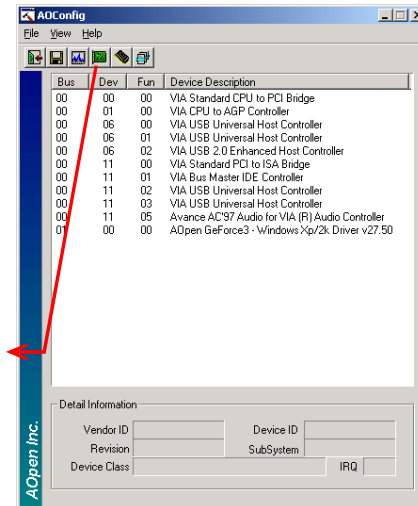 AOConfig
File View Help
Bus Dev Fun Device Description
00 00 00 VIA Standard CPU to PCI Bridge
00 01 00 VIA CPU to AGP Controller
00 06 00 VIA USB Universal Host Controller
00 06 01 VIA USB Universal Host Controller
00 06 02 VIA USB 2.0 Enhanced Host Controller
00 11 00 VIA Standard PCI to ISA Bridge
00 11 01 VIA Bus Master IDE Controller
00 11 02 VIA USB Universal Host Controller
00 11 03 VIA USB Universal Host Controller
00 11 05 Avance AC'97 Audio for VIA (R) Audio Controller
01 00 00 AOpen GeForce3 - Windows Xp/2k Driver v27.50
Detail Information
Vendor ID Device ID
Revision SubSystem
Device Class IRQ
AOpen Inc.